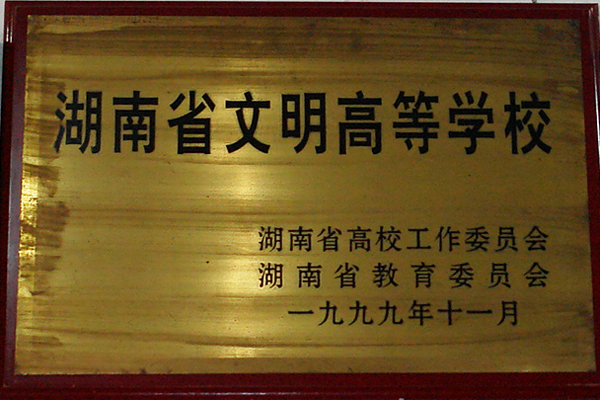 湖南省文明高等学校
湖南省高校工作委员会
湖南省教育委员会
一九九九年十一月